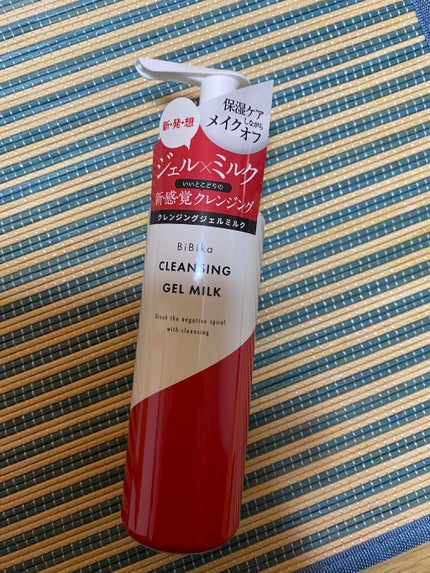 新・発・想
保湿ケア
しながら
メイクオフ
ジェル×ミルク
いいとこどりの
新・感・覚クレンジング
クレンジングジェルミルク
BiBika
CLEANSING
GEL MILK
Break the negative spiral
with cleansing